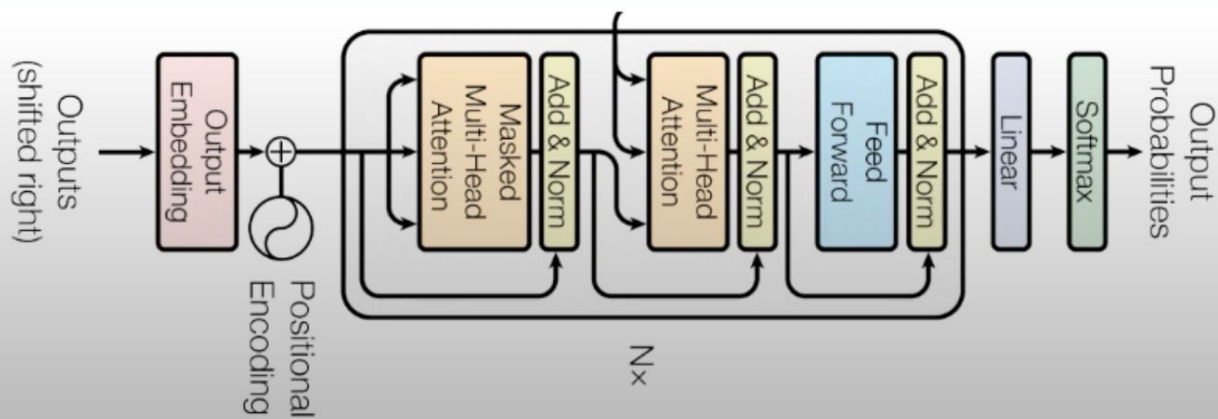 Outputs
(shifted right)
Output
Embedding
Positional
Encoding
Masked
Multi-Head
Attention
Add & Norm
Multi-Head
Attention
Add & Norm
Feed
Forward
Add & Norm
Nx
Linear
Softmax
Output
Probabilities